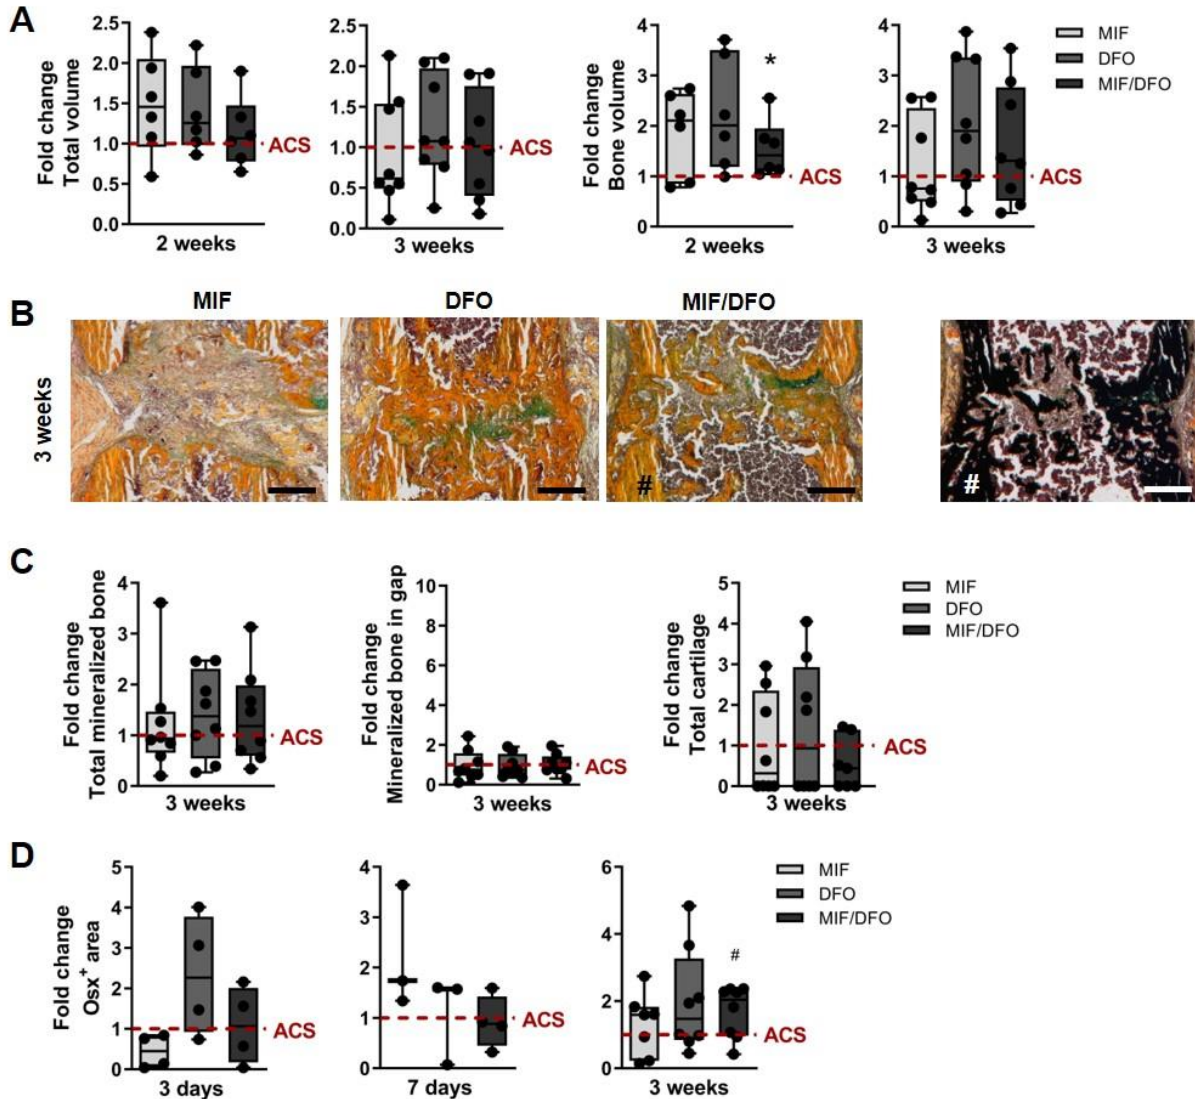 A
Fold change
Total volume
2.5
2.0
1.5
1.0
0.5
0.0
ACS
2 weeks
2.5
2.0
1.5
1.0
0.5
0.0
ACS
3 weeks
Fold change
Bone volume
4
3
2
1
0
*
ACS
2 weeks
4
3
2
1
0
ACS
3 weeks
MIF
DFO
MIF/DFO
B
MIF
DFO
MIF/DFO
3 weeks
#
#
C
Fold change
Total mineralized bone
4
3
2
1
0
ACS
3 weeks
Fold change
Mineralized bone in gap
10
8
6
4
2
0
ACS
3 weeks
Fold change
Total cartilage
5
4
3
2
1
0
ACS
3 weeks
MIF
DFO
MIF/DFO
D
Fold change
Osx⁺ area
5
4
3
2
1
0
ACS
3 days
4
3
2
1
0
ACS
7 days
6
4
2
0
#
ACS
3 weeks
MIF
DFO
MIF/DFO